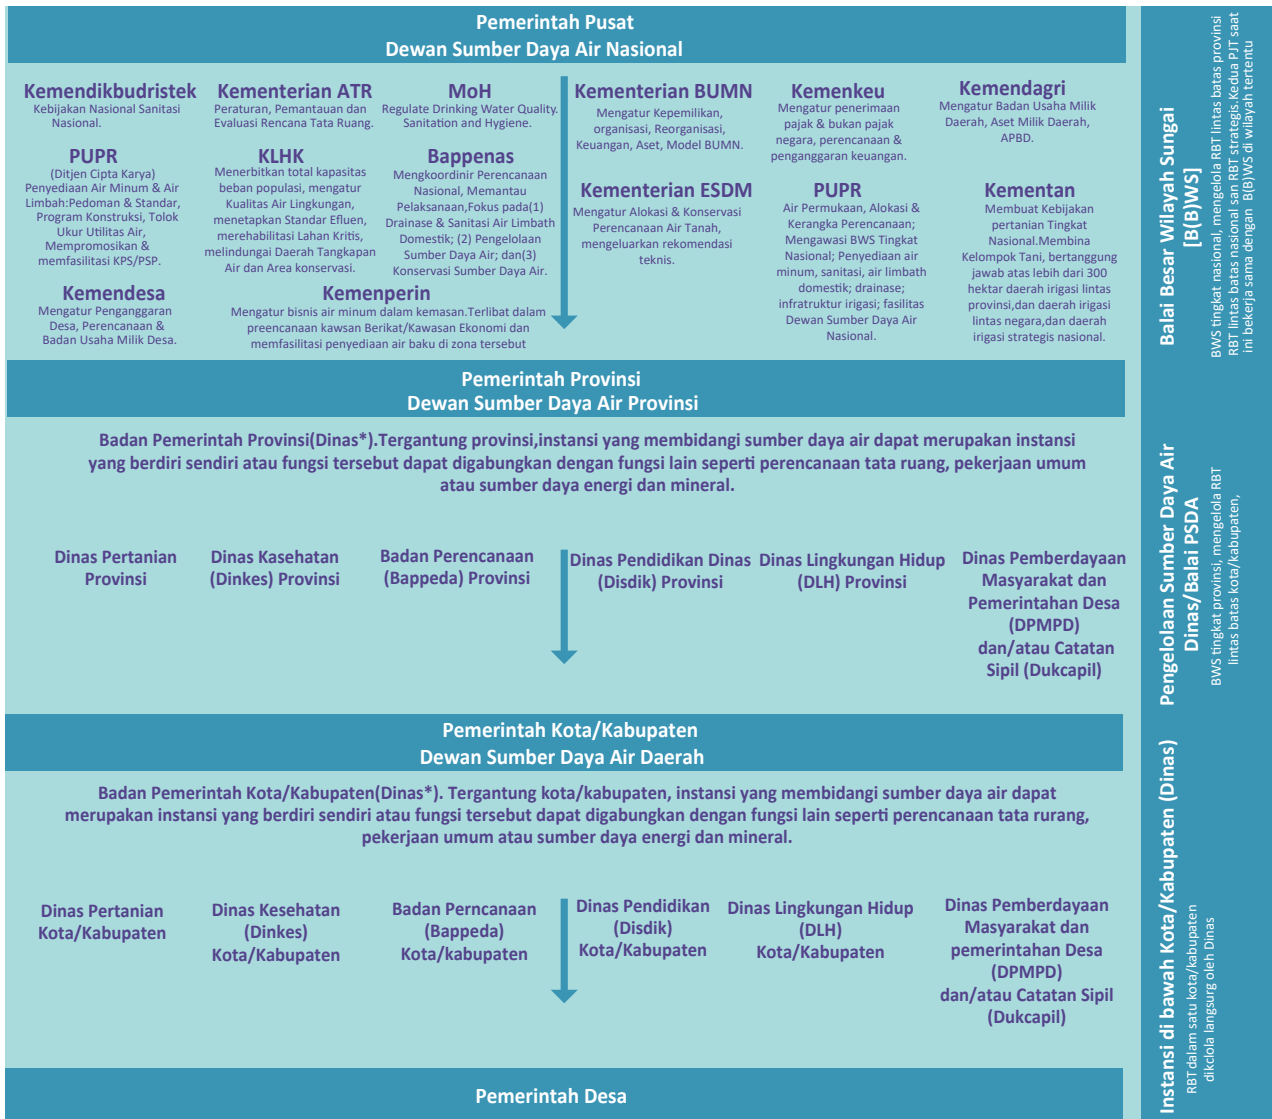 Pemerintah Pusat
Dewan Sumber Daya Air Nasional
Kemendikbudristek
Kebijakan Nasional Sanitasi
Nasional.
Kementerian ATR
Peraturan, Pemantauan dan
Evaluasi Rencana Tata Ruang.
MoH
Regulate Drinking Water Quality.
Sanitation and Hygiene.
Kementerian BUMN
Mengatur Kepemilikan,
organisasi, Reorganisasi,
Keuangan, Aset, Model BUMN.
Kemenkeu
Mengatur penerimaan
pajak & bukan pajak
negara, perencanaan &
penganggaran keuangan.
Kemendagri
Mengatur Badan Usaha Milik
Daerah, Aset Milik Daerah,
APBD.
PUPR
(Ditjen Cipta Karya)
Penyediaan Air Minum & Air
Limbah:Pedoman & Standar,
Program Konstruksi, Tolok
Ukur Utilitas Air,
Mempromosikan &
memfasilitasi KPS/PSP.
KLHK
Menerbitkan total kapasitas
beban populasi, mengatur
Kualitas Air Lingkungan,
menetapkan Standar Efluen,
merehabilitasi Lahan Kritis,
melindungai Daerah Tangkapan
Air dan Area konservasi.
Bappenas
Mengkoordinir Perencanaan
Nasional, Memantau
Pelaksanaan,Fokus pada(1)
Drainase & Sanitasi Air Limbath
Domestik; (2) Pengelolaan
Sumber Daya Air; dan(3)
Konservasi Sumber Daya Air.
Kementerian ESDM
Mengatur Alokasi & Konservasi
Perencanaan Air Tanah,
mengeluarkan rekomendasi
teknis.
PUPR
Air Permukaan, Alokasi &
Kerangka Perencanaan;
Mengawasi BWS Tingkat
Nasional; Penyediaan air
minum, sanitasi, air limbath
domestik; drainase;
infratruktur irigasi; fasilitas
Dewan Sumber Daya Air
Nasional.
Kementan
Membuat Kebijakan
pertanian Tingkat
Nasional.Membina
Kelompok Tani, bertanggung
jawab atas lebih dari 300
hektar daerah irigasi lintas
provinsi,dan daerah irigasi
lintas negara,dan daerah
irigasi strategis nasional.
Kemendesa
Mengatur Penganggaran
Desa, Perencanaan &
Badan Usaha Milik Desa.
Kemenperin
Mengatur bisnis air minum dalam kemasan.Terlibat dalam
preencanaan kawsan Berikat/Kawasan Ekonomi dan
memfasilitasi penyediaan air baku di zona tersebut
Balai Besar Wilayah Sungai
[B(B)WS]
BWS tingkat nasional, mengelola RBT lintas batas provinsi
RBT lintas batas nasional san RBT strategis.Kedua PJT saat
ini bekerja sama dengan  B(B)WS di wilayah tertentu
Pemerintah Provinsi
Dewan Sumber Daya Air Provinsi
Badan Pemerintah Provinsi(Dinas*).Tergantung provinsi,instansi yang membidangi sumber daya air dapat merupakan instansi
yang berdiri sendiri atau fungsi tersebut dapat digabungkan dengan fungsi lain seperti perencanaan tata ruang, pekerjaan umum
atau sumber daya energi dan mineral.
Dinas Pertanian
Provinsi
Dinas Kasehatan
(Dinkes) Provinsi
Badan Perencanaan
(Bappeda) Provinsi
Dinas Pendidikan Dinas
(Disdik) Provinsi
Dinas Lingkungan Hidup
(DLH) Provinsi
Dinas Pemberdayaan
Masyarakat dan
Pemerintahan Desa
(DPMPD)
dan/atau Catatan
Sipil (Dukcapil)
Pengelolaan Sumber Daya Air
Dinas/Balai PSDA
BWS tingkat provinsi, mengelola RBT
lintas batas kota/kabupaten,
Pemerintah Kota/Kabupaten
Dewan Sumber Daya Air Daerah
Badan Pemerintah Kota/Kabupaten(Dinas*). Tergantung kota/kabupaten, instansi yang membidangi sumber daya air dapat
merupakan instansi yang berdiri sendiri atau fungsi tersebut dapat digabungkan dengan fungsi lain seperti perencanaan tata rurang,
pekerjaan umum atau sumber daya energi dan mineral.
Dinas Pertanian
Kota/Kabupaten
Dinas Kesehatan
(Dinkes)
Kota/Kabupaten
Badan Perncanaan
(Bappeda)
Kota/kabupaten
Dinas Pendidikan
(Disdik)
Kota/Kabupaten
Dinas Lingkungan Hidup
(DLH)
Kota/Kabupaten
Dinas Pemberdayaan
Masyarakat dan
pemerintahan Desa
(DPMPD)
dan/atau Catatan Sipil
(Dukcapil)
Instansi di bawah Kota/Kabupaten (Dinas)
RBT dalam satu kota/kabupaten
dikclola langsurg oleh Dinas
Pemerintah Desa